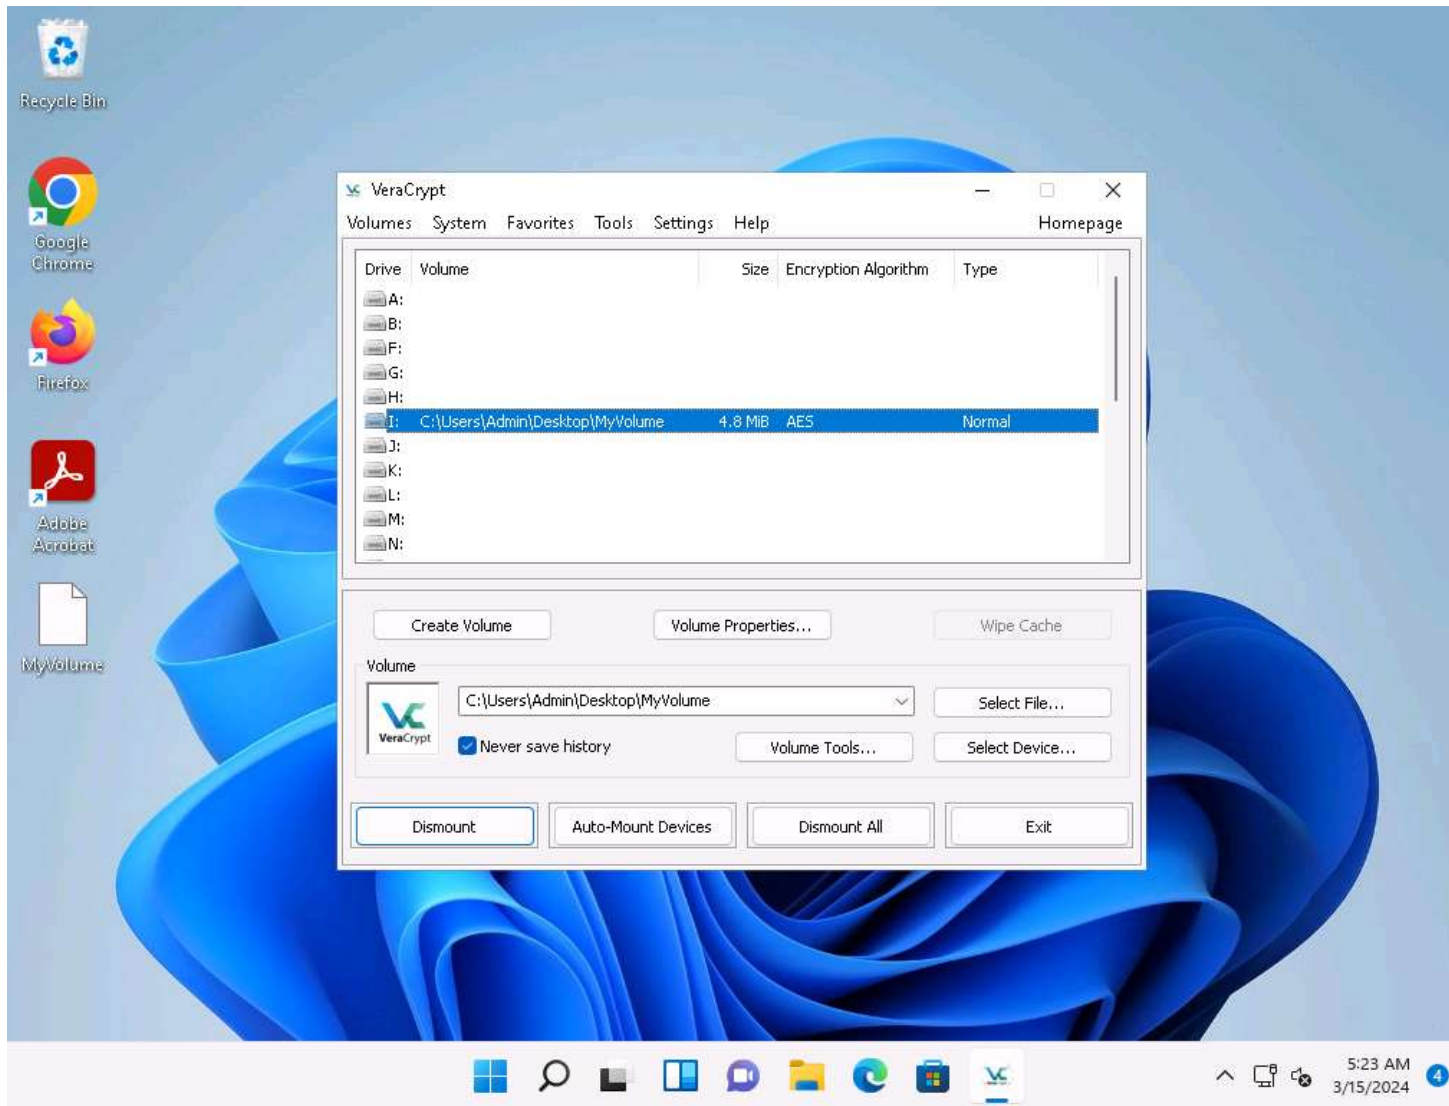 Recycle Bin
Google
Chrome
Firefox
Adobe
Acrobat
MyVolume
VeraCrypt
Volumes System Favorites Tools Settings Help Homepage
Drive Volume Size Encryption Algorithm Type
A:
B:
F:
G:
H:
I: C:\Users\Admin\Desktop\MyVolume 4.8 MiB AES Normal
J:
K:
L:
M:
N:
Create Volume Volume Properties... Wipe Cache
Volume
VeraCrypt
C:\Users\Admin\Desktop\MyVolume Select File...
Never save history Volume Tools... Select Device...
Dismount Auto-Mount Devices Dismount All Exit
5:23 AM
3/15/2024
4